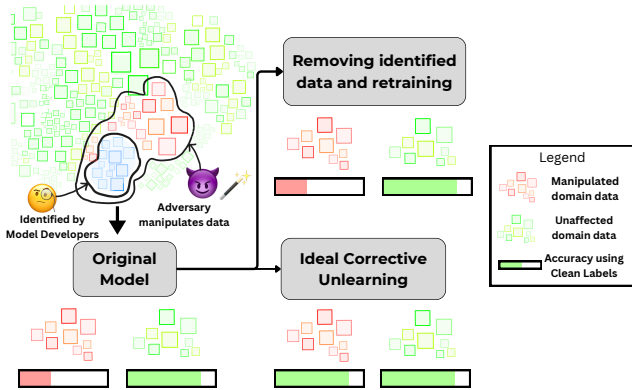 Removing identified
data and retraining
Identified by
Model Developers
Adversary
manipulates data
Original
Model
Ideal Corrective
Unlearning
Legend
Manipulated
domain data
Unaffected
domain data
Accuracy using
Clean Labels